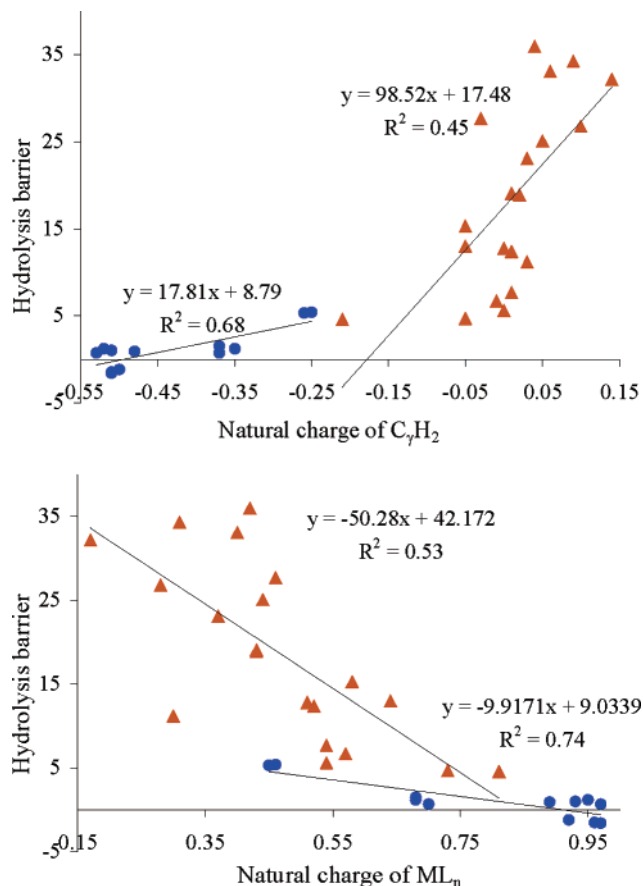 35
y = 98.52x + 17.48
R² = 0.45
25
Hydrolysis barrier
15
y = 17.81x + 8.79
5
R² = 0.68
-0.55 -0.45 -0.35 -0.25 -0.15 -0.05 0.05 0.15
-5
Natural charge of CᵧH₂
35
y = -50.28x + 42.172
R² = 0.53
25
Hydrolysis barrier
15
y = -9.9171x + 9.0339
R² = 0.74
5
-5
0.15 0.35 0.55 0.75 0.95
Natural charge of MLₙ